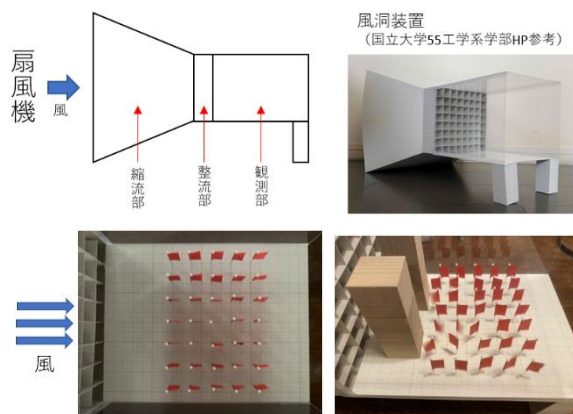 風洞装置
（国立大学55工学系学部HP参考）
扇風機
風
縮流部
整流部
観測部
風